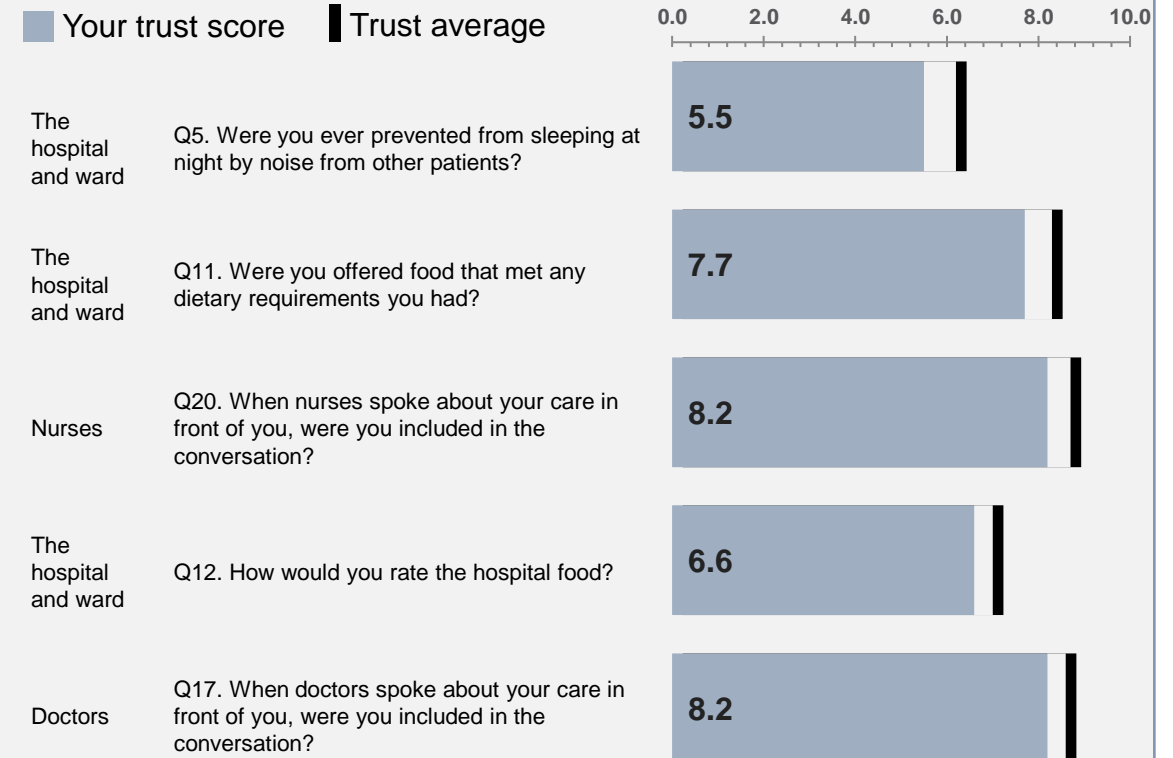 Your trust score
Trust average
0.0 2.0 4.0 6.0 8.0 10.0
The
hospital
and ward
Q5. Were you ever prevented from sleeping at
night by noise from other patients?
5.5
The
hospital
and ward
Q11. Were you offered food that met any
dietary requirements you had?
7.7
Nurses
Q20. When nurses spoke about your care in
front of you, were you included in the
conversation?
8.2
The
hospital
and ward
Q12. How would you rate the hospital food?
6.6
Doctors
Q17. When doctors spoke about your care in
front of you, were you included in the
conversation?
8.2